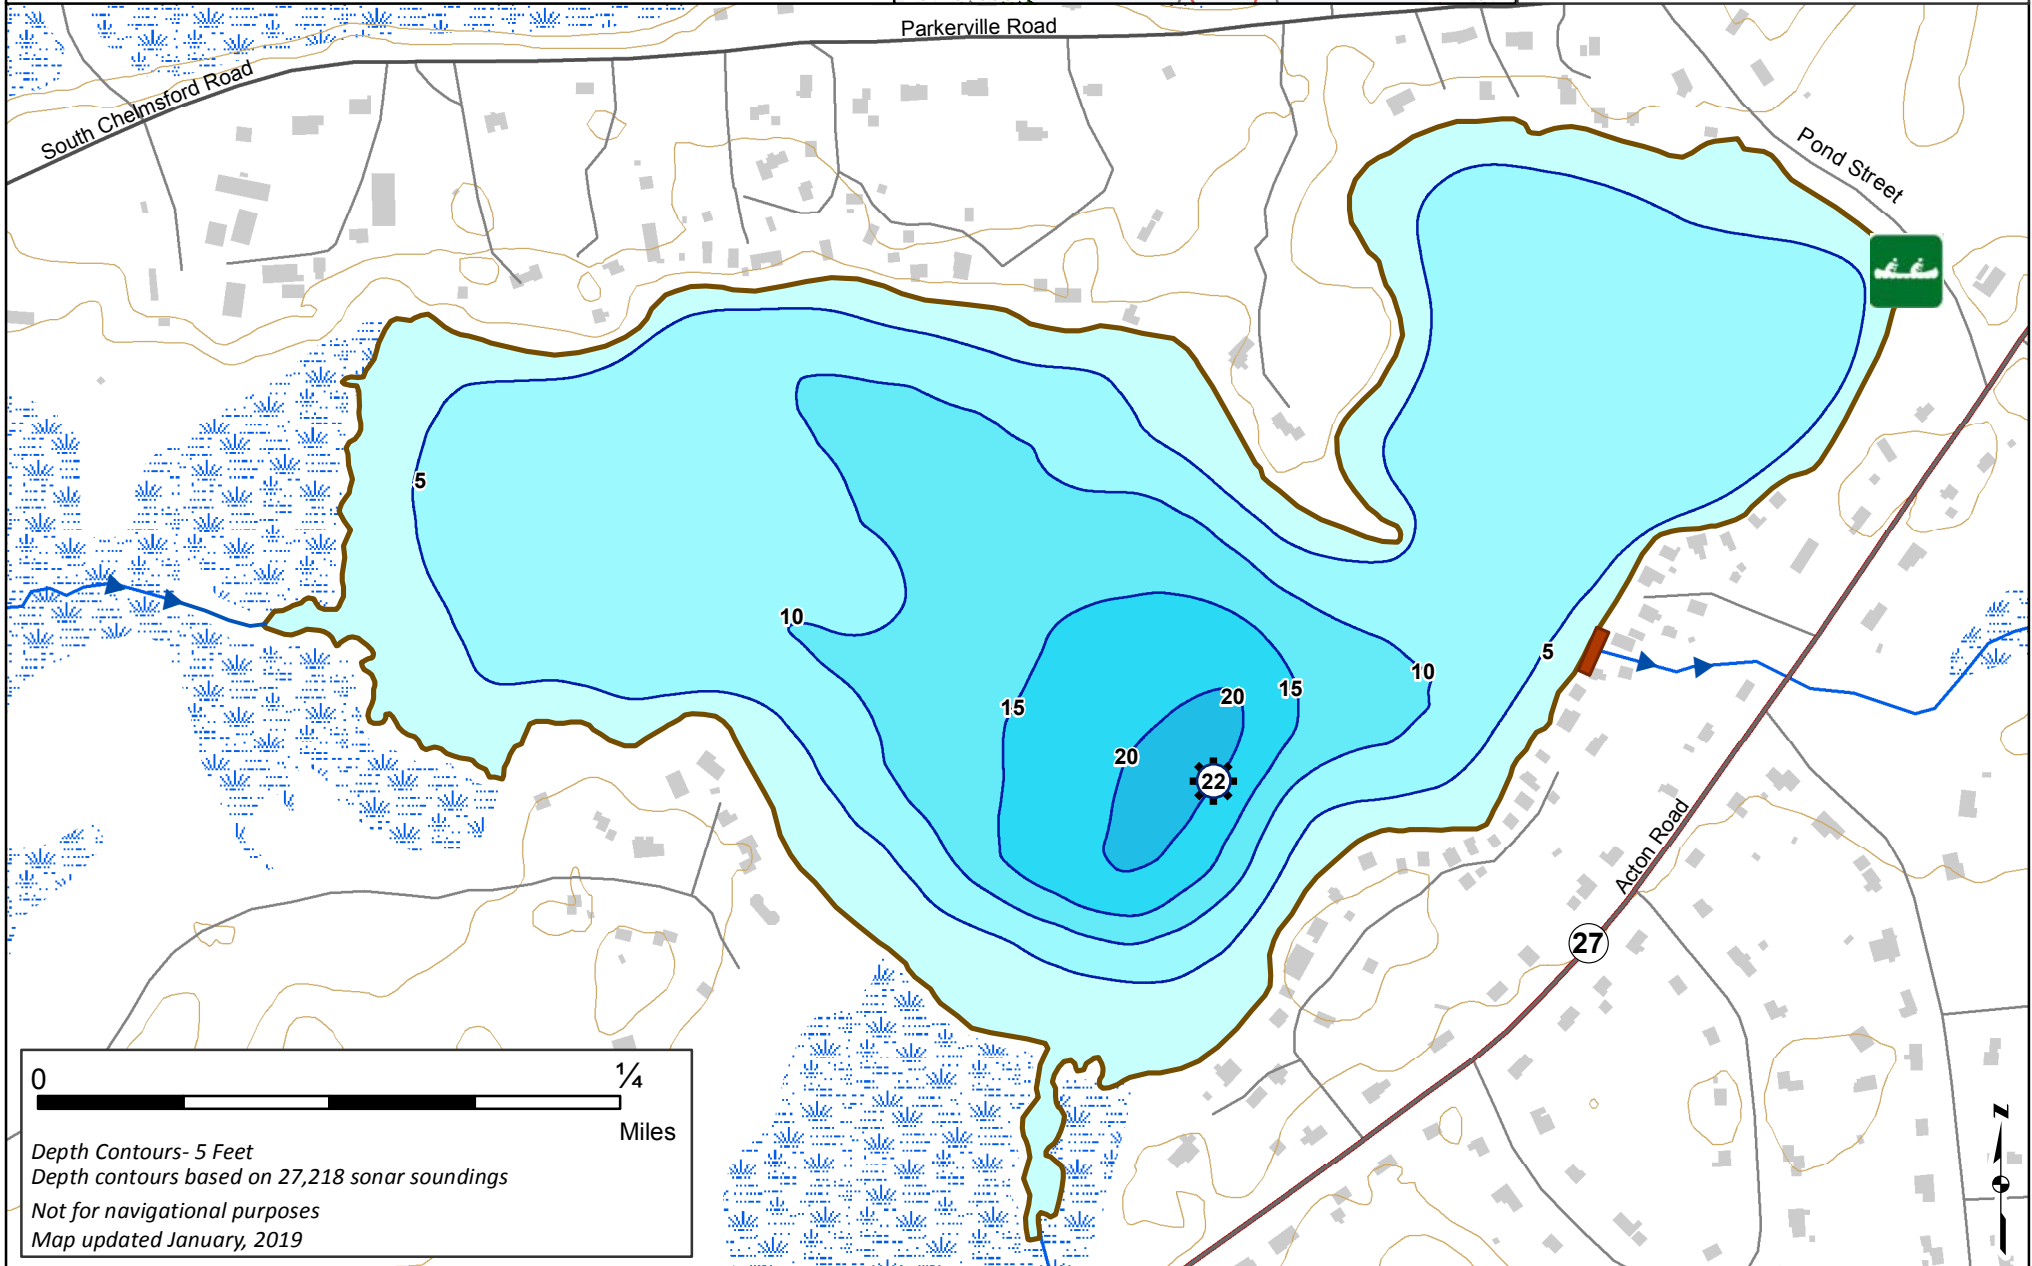 Parkerville Road
South Chelmsford Road
Pond Street
5
10
5
10
15
15
20
20
22
Acton Road
27
0
¼
Miles
Depth Contours- 5 Feet
Depth contours based on 27,218 sonar soundings
Not for navigational purposes
Map updated January, 2019
N